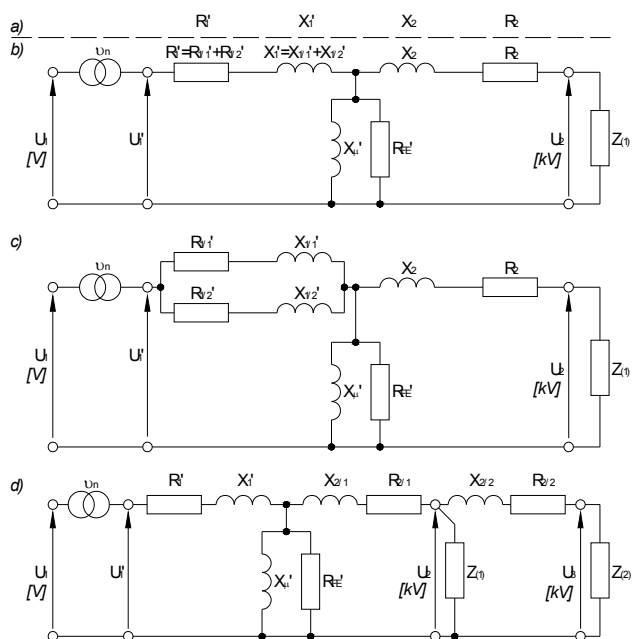 a) R₁' X₁' X₂ R₂
b) υn R₁'=R₁/₁'+R₁/₂' X₁'=X₁/₁'+X₁/₂' X₂ R₂
U₁ [V] U₁' Xμ' RFE' U₂ [kV] Z(1)
c) R₁/₁' X₁/₁'
υn X₂ R₂
R₁/₂' X₁/₂'
U₁ [V] U₁' Xμ' RFE' U₂ [kV] Z(1)
d) υn R₁' X₁' X₂/₁ R₂/₁ X₂/₂ R₂/₂
U₁ [V] U₁' Xμ' RFE' U₂ [kV] Z(1) U₃ [kV] Z(2)